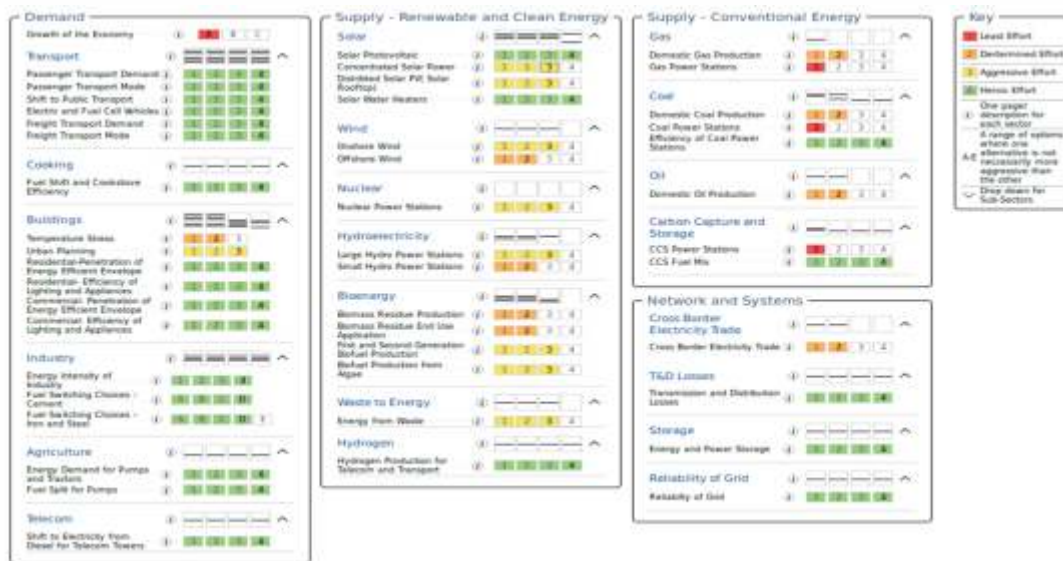 Demand
Growth of the Economy
Transport
Passenger Transport Demand
Passenger Transport Mode
Shift to Public Transport
Electric and Fuel Cell Vehicles
Freight Transport Demand
Freight Transport Mode
Cooking
Fuel Shift and Cookstove
Efficiency
Buildings
Temperature Stress
Urban Planning
Residential-Penetration of
Energy Efficient Envelope
Residential- Efficiency of
Lighting and Appliances
Commercial- Penetration of
Energy Efficient Envelope
Commercial- Efficiency of
Lighting and Appliances
Industry
Energy Intensity of
Industry
Fuel Switching Choices -
Cement
Fuel Switching Choices -
Iron and Steel
Agriculture
Energy Demand for Pumps
and Tractors
Fuel Split for Pumps
Telecom
Shift to Electricity from
Diesel for Telecom Towers
Supply - Renewable and Clean Energy
Solar
Solar Photovoltaic
Concentrated Solar Power
Distributed Solar PV, Solar
Rooftops
Solar Water Heaters
Wind
Onshore Wind
Offshore Wind
Nuclear
Nuclear Power Stations
Hydroelectricity
Large Hydro Power Stations
Small Hydro Power Stations
Bioenergy
Biomass Residue Production
Biomass Residue End Use
Application
First and Second Generation
Biofuel Production
Biofuel Production from
Algae
Waste to Energy
Energy from Waste
Hydrogen
Hydrogen Production for
Telecom and Transport
Supply - Conventional Energy
Gas
Domestic Gas Production
Gas Power Stations
Coal
Domestic Coal Production
Coal Power Stations
Efficiency of Coal Power
Stations
Oil
Domestic Oil Production
Carbon Capture and
Storage
CCS Power Stations
CCS Fuel Mix
Network and Systems
Cross Border
Electricity Trade
Cross Border Electricity Trade
T&D Losses
Transmission and Distribution
Losses
Storage
Energy and Power Storage
Reliability of Grid
Reliability of Grid
Key
Least Effort
Determined Effort
Aggressive Effort
Heroic Effort
One pager
description for
each sector
A-E
A range of options
where one
alternative is not
necessarily more
aggressive than
the other
Drop down for
Sub-Sectors